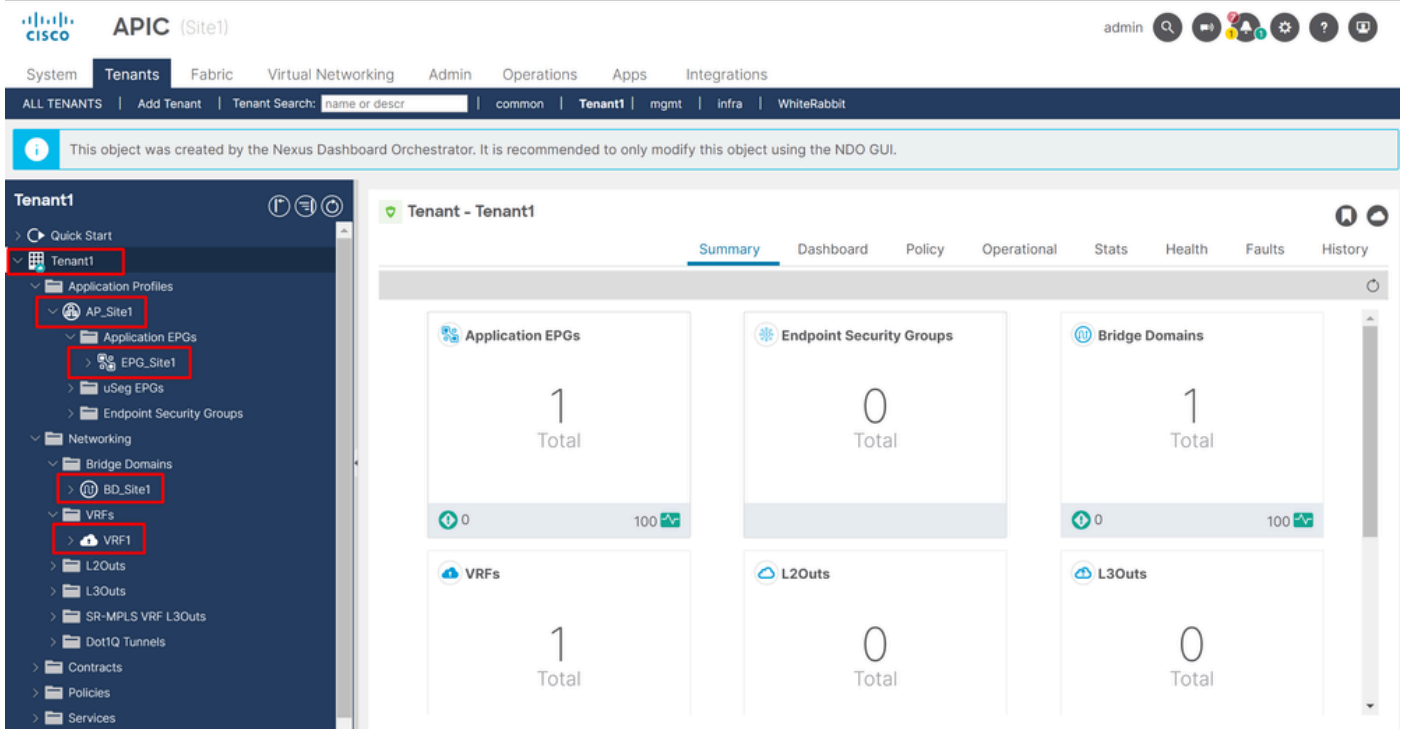 CISCO APIC (Site1) admin 7 1 1 ?
System Tenants Fabric Virtual Networking Admin Operations Apps Integrations
ALL TENANTS | Add Tenant | Tenant Search: name or descr | common | Tenant1 | mgmt | infra | WhiteRabbit
i This object was created by the Nexus Dashboard Orchestrator. It is recommended to only modify this object using the NDO GUI.
Tenant1
Quick Start
Tenant1
Application Profiles
AP_Site1
Application EPGs
EPG_Site1
uSeg EPGs
Endpoint Security Groups
Networking
Bridge Domains
BD_Site1
VRFs
VRF1
L2Outs
L3Outs
SR-MPLS VRF L3Outs
Dot1Q Tunnels
Contracts
Policies
Services
Tenant - Tenant1
Summary Dashboard Policy Operational Stats Health Faults History
Application EPGs
1
Total
0 100
Endpoint Security Groups
0
Total
Bridge Domains
1
Total
0 100
VRFs
1
Total
L2Outs
0
Total
L3Outs
0
Total